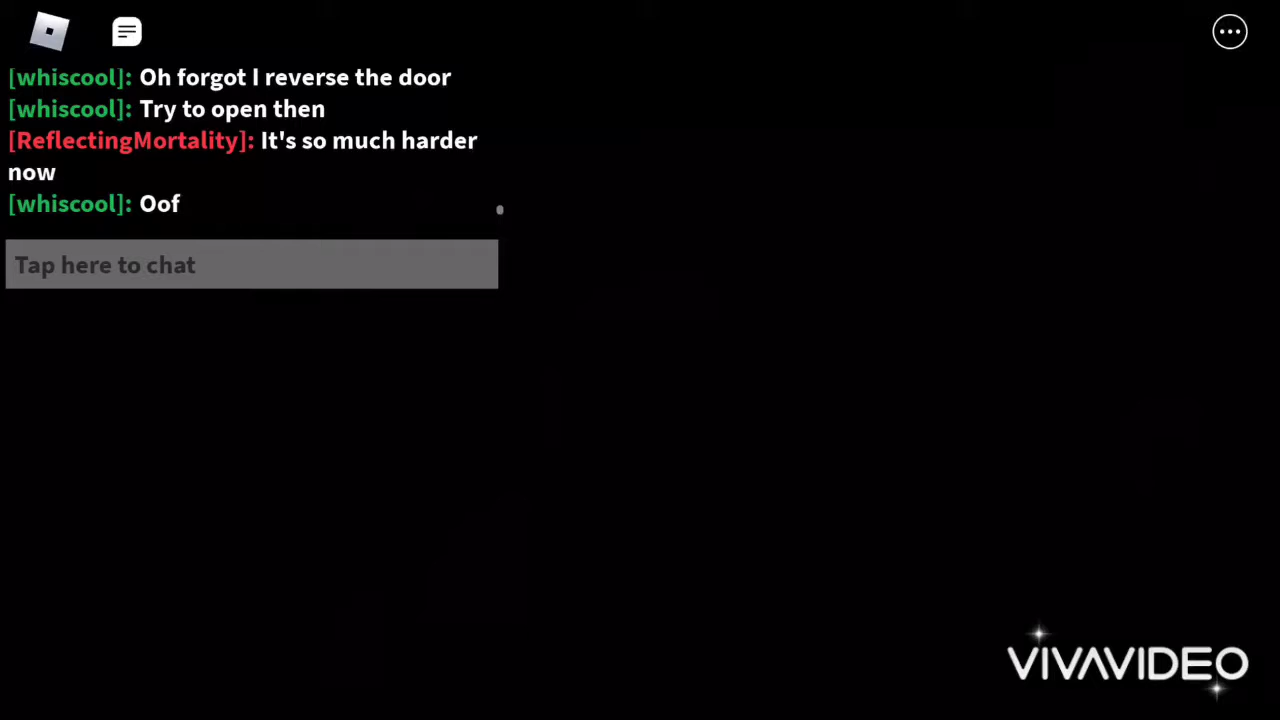 [whiscool]: Oh forgot I reverse the door
[whiscool]: Try to open then
[ReflectingMortality]: It's so much harder
now
[whiscool]: Oof
Tap here to chat
VIVAVIDEO